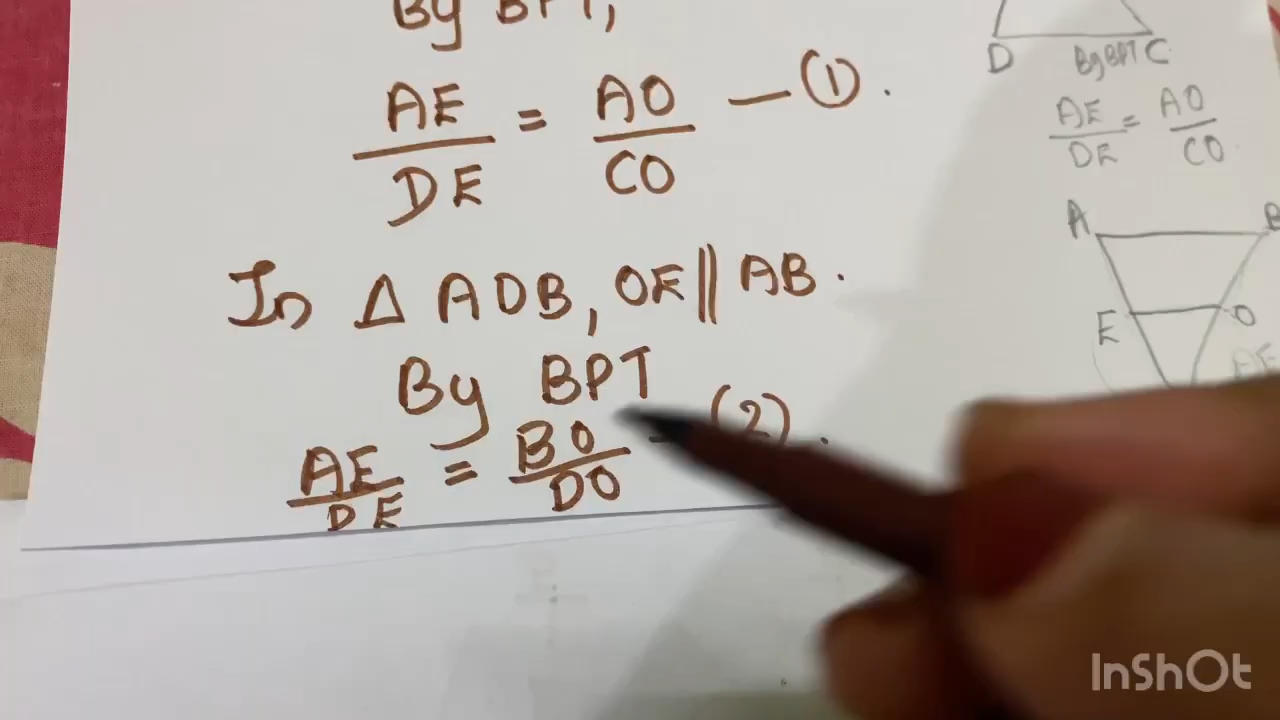 By BPT,
AE = AO — (1).
DE CO
In Δ ADB, OE || AB.
By BPT
AE = BO - (2).
DE DO
D By BPT C
AE = AO
DE CO.
A B
E O
InShOt